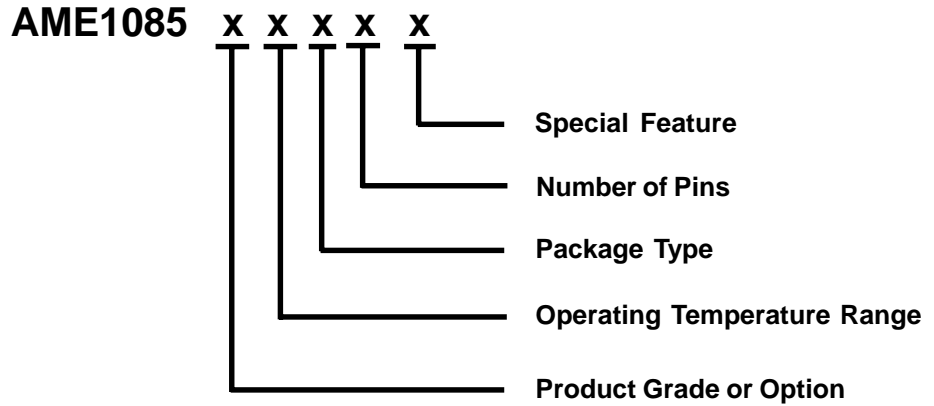 AME1085 x x x x x
Special Feature
Number of Pins
Package Type
Operating Temperature Range
Product Grade or Option